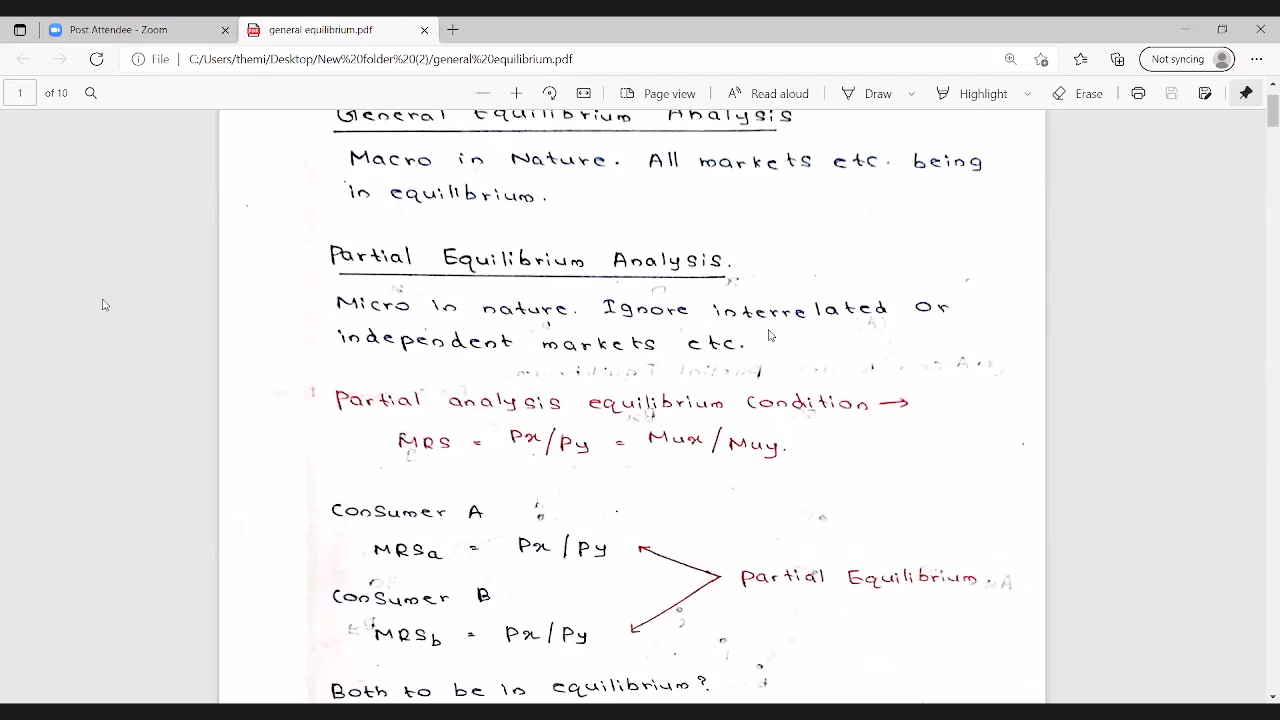 Post Attendee - Zoom
general equilibrium.pdf
File
C:/Users/themi/Desktop/New%20folder%20(2)/general%20equilibrium.pdf
Not syncing
1 of 10
Page view
Read aloud
Draw
Highlight
Erase
General Equilibrium Analysis
Macro in Nature. All markets etc. being
in equilibrium.
Partial Equilibrium Analysis.
Micro In nature. Ignore interrelated or
independent markets etc.
Partial analysis equilibrium condition →
MRS = Px/Py = Mux/Muy.
Consumer A
MRSa = Px/Py
Partial Equilibrium.
Consumer B
MRSb = Px/Py
Both to be in equilibrium?